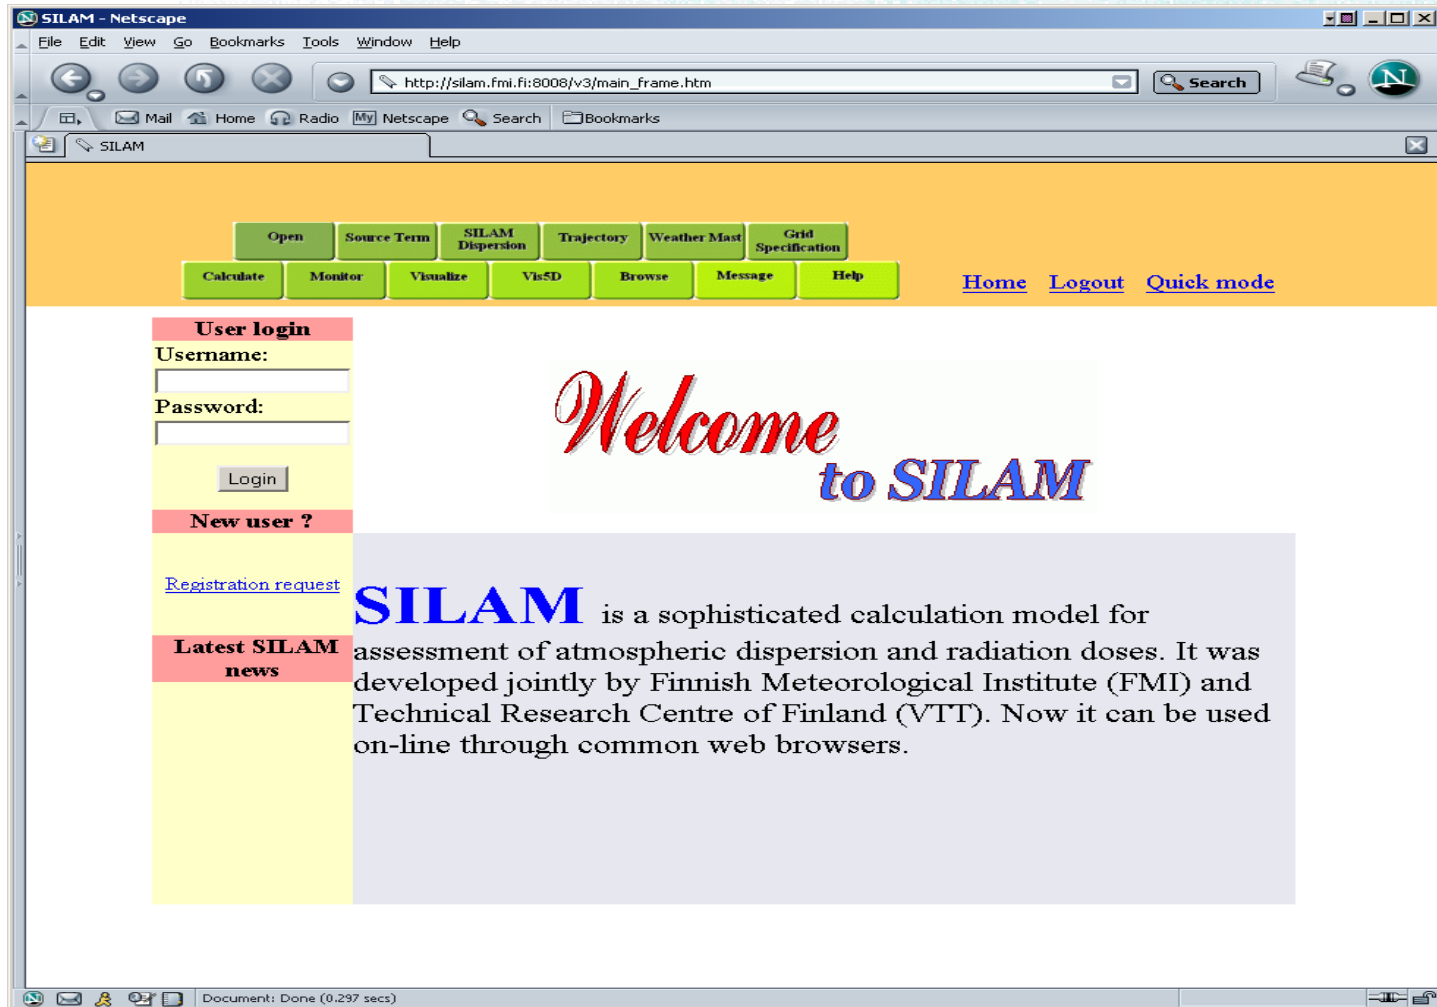 SILAM - Netscape
File Edit View Go Bookmarks Tools Window Help
http://silam.fmi.fi:8008/v3/main_frame.htm Search N
Mail Home Radio My Netscape Search Bookmarks
SILAM
Open Source Term SILAM Dispersion Trajectory Weather Mast Grid Specification
Calculate Monitor Visualize Vis5D Browse Message Help
Home Logout Quick mode
User login
Username:
Password:
Login
New user ?
Registration request
Latest SILAM
news
Welcome
to SILAM
SILAM is a sophisticated calculation model for
assessment of atmospheric dispersion and radiation doses. It was
developed jointly by Finnish Meteorological Institute (FMI) and
Technical Research Centre of Finland (VTT). Now it can be used
on-line through common web browsers.
Document: Done (0.297 secs)